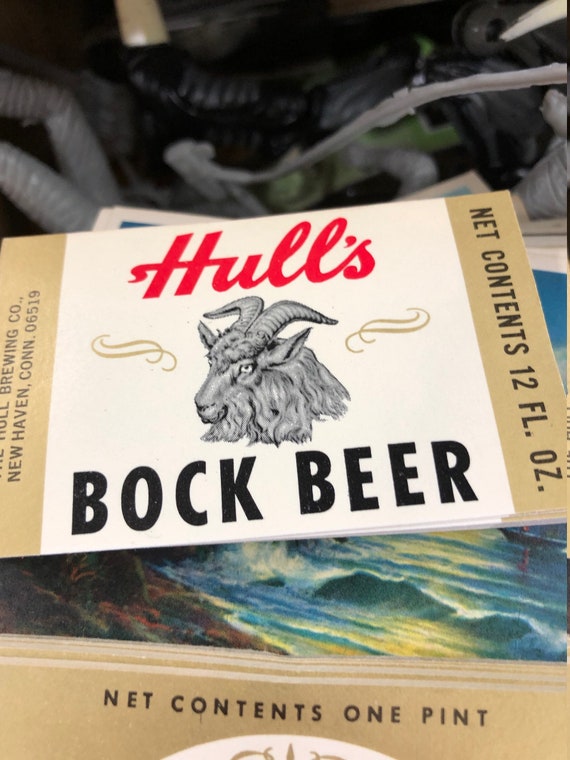 Hull's
BOCK BEER
HULL BREWING CO.,
NEW HAVEN, CONN. 06519
NET CONTENTS 12 FL. OZ.
NET CONTENTS ONE PINT